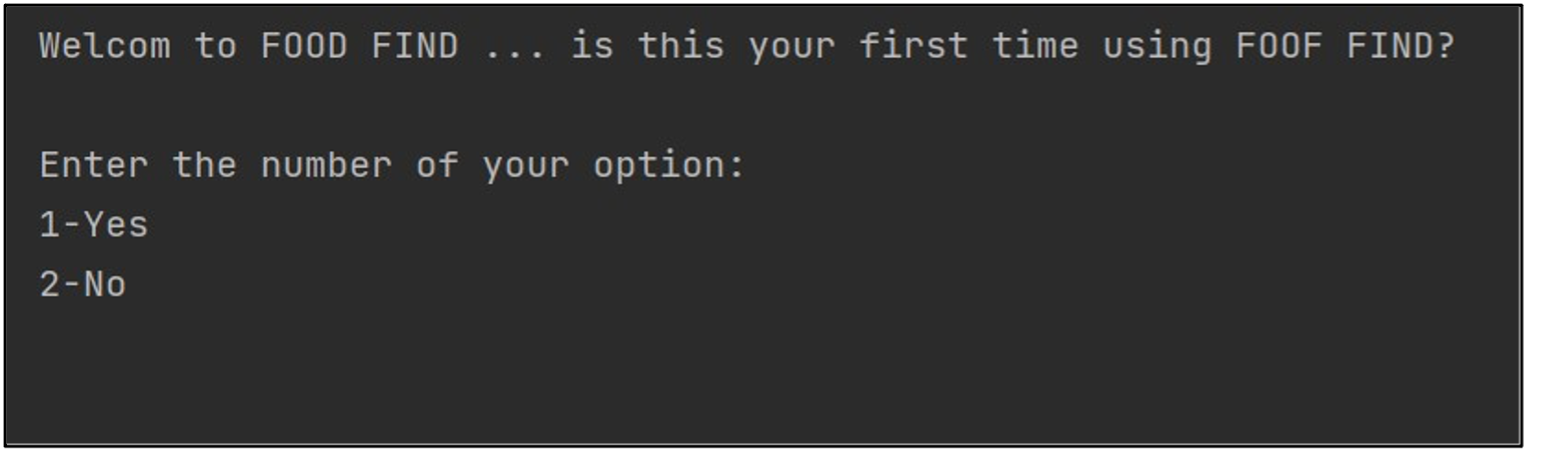 Welcom to FOOD FIND ... is this your first time using FOOF FIND?
Enter the number of your option:
1-Yes
2-No